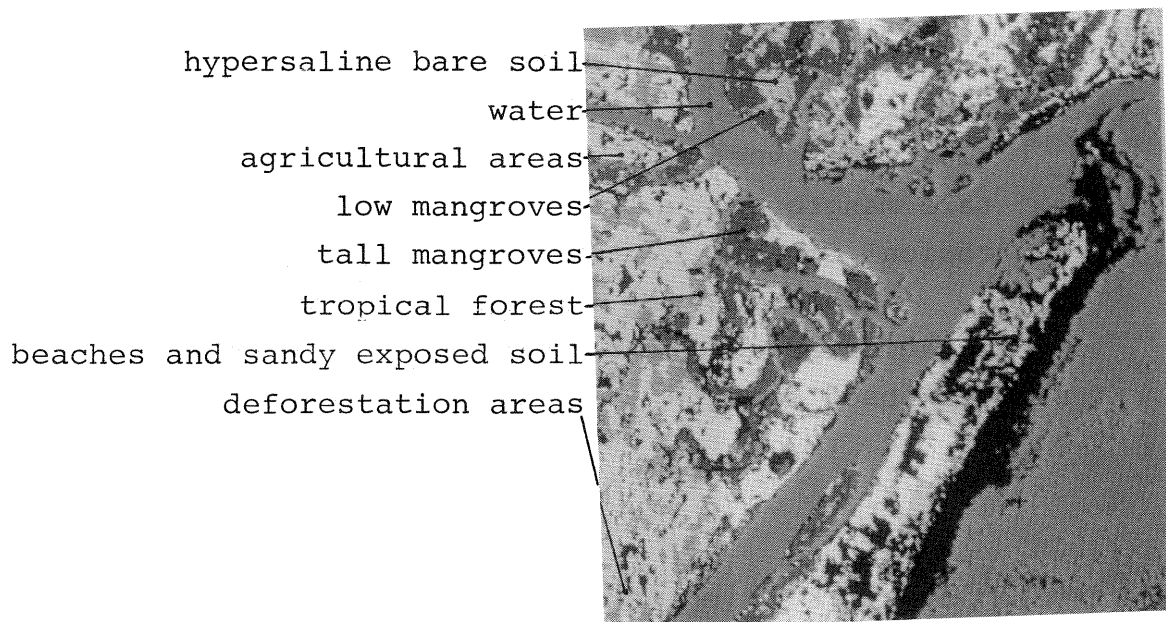 hypersaline bare soil
water
agricultural areas
low mangroves
tall mangroves
tropical forest
beaches and sandy exposed soil
deforestation areas